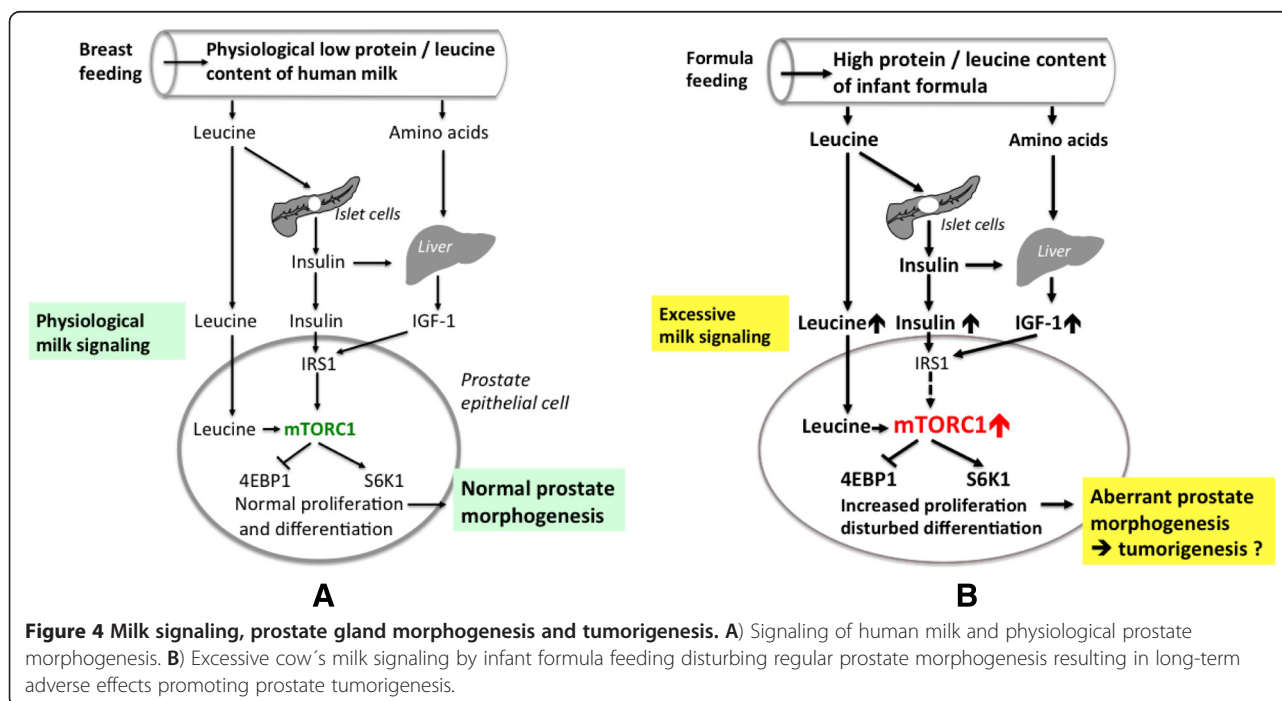 Breast
feeding
Physiological low protein / leucine
content of human milk
Leucine
Amino acids
Islet cells
Liver
Insulin
Physiological
milk signaling
Leucine
Insulin
IGF-1
IRS1
Prostate
epithelial cell
Leucine
mTORC1
4EBP1
S6K1
Normal proliferation
and differentiation
Normal prostate
morphogenesis
A
Formula
feeding
High protein / leucine content
of infant formula
Leucine
Amino acids
Islet cells
Liver
Insulin
Excessive
milk signaling
Leucine↑
Insulin ↑
IGF-1↑
IRS1
Leucine
mTORC1↑
4EBP1
S6K1
Increased proliferation
disturbed differentiation
Aberrant prostate
morphogenesis
→ tumorigenesis ?
B
Figure 4 Milk signaling, prostate gland morphogenesis and tumorigenesis. A) Signaling of human milk and physiological prostate
morphogenesis. B) Excessive cow´s milk signaling by infant formula feeding disturbing regular prostate morphogenesis resulting in long-term
adverse effects promoting prostate tumorigenesis.